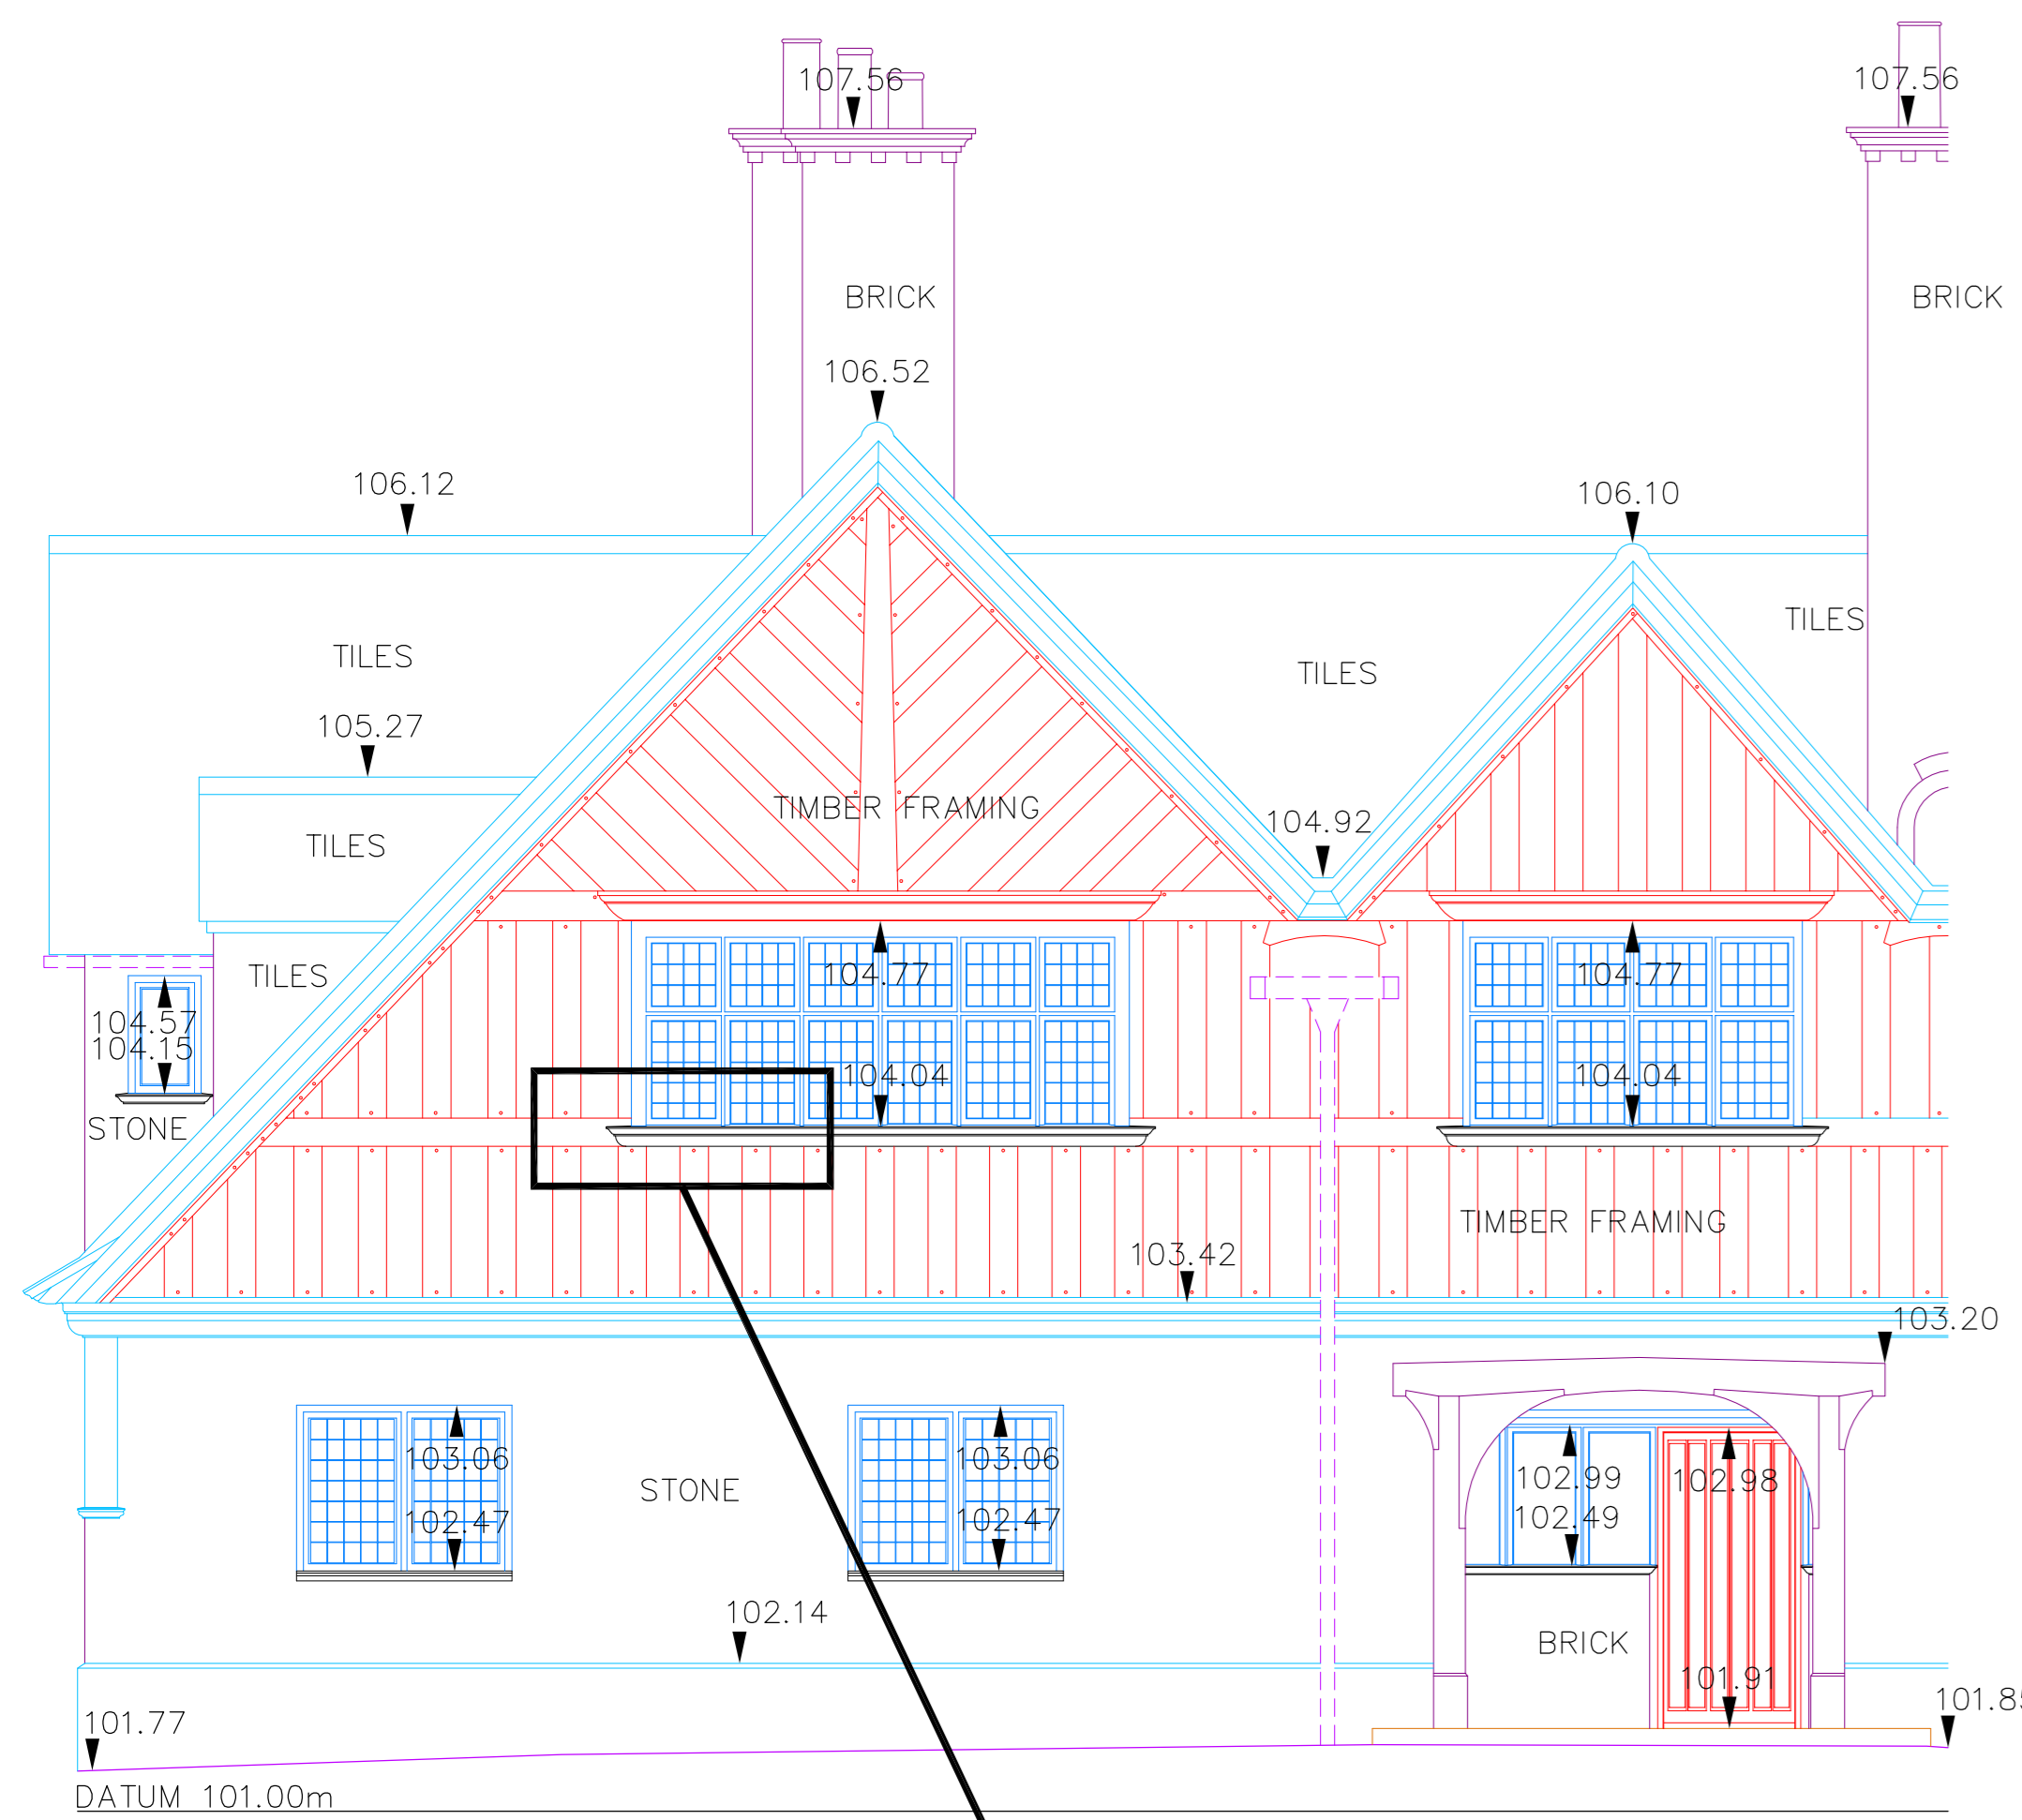 107.56
107.56
BRICK
BRICK
106.52
106.12
106.10
TILES
TILES
TILES
105.27
TIMBER FRAMING
104.92
TILES
TILES
104.77
104.77
104.57
104.15
104.04
104.04
STONE
TIMBER FRAMING
103.42
103.20
103.06
103.06
102.99
102.98
STONE
102.47
102.47
102.49
102.14
BRICK
101.91
101.77
101.85
DATUM 101.00m